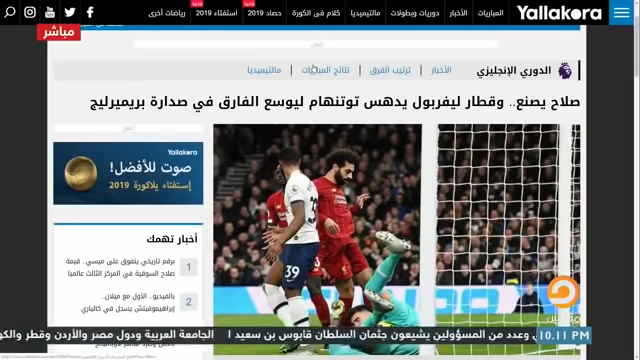 Yallakora
المباريات
الأخبار
دوريات وبطولات
مالتيميديا
كلام في الكورة
حصاد 2019
استفتاء 2019
رياضات أخرى
مباشر
الدوري الإنجليزي
الأخبار
ترتيب الفرق
نتائج المباريات
مالتيميديا
صلاح يصنع.. وقطار ليفربول يدهس توتنهام ليوسع الفارق في صدارة بريميرليج
Yallakora
صوت للأفضل!
إستفتاء يلاكورة
2019
أخبار تهمك
1
برقم تاريخي يتفوق على ميسي.. قيمة
صلاح السوقية في المركز الثالث عالميا
2
بالفيديو.. الأول مع ميلان..
إبراهيموفيتش يسجل في كالياري
39
10:11 PM
وعدد من المسؤولين يشيعون جثمان السلطان قابوس بن سعيد
الجامعة العربية ودول مصر والأردن وقطر